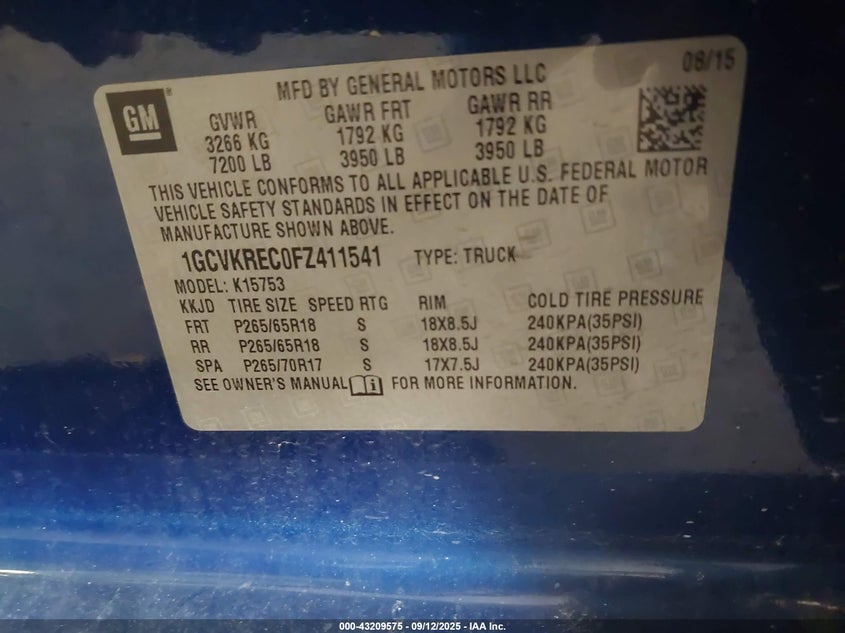 GM
®
MFD BY GENERAL MOTORS LLC
08/15
GVWR
3266 KG
7200 LB
GAWR FRT
1792 KG
3950 LB
GAWR RR
1792 KG
3950 LB
THIS VEHICLE CONFORMS TO ALL APPLICABLE U.S. FEDERAL MOTOR
VEHICLE SAFETY STANDARDS IN EFFECT ON THE DATE OF
MANUFACTURE SHOWN ABOVE.
1GCVKREC0FZ411541 TYPE: TRUCK
MODEL: K15753
KKJD TIRE SIZE SPEED RTG RIM COLD TIRE PRESSURE
FRT P265/65R18 S 18X8.5J 240KPA(35PSI)
RR P265/65R18 S 18X8.5J 240KPA(35PSI)
SPA P265/70R17 S 17X7.5J 240KPA(35PSI)
SEE OWNER'S MANUAL FOR MORE INFORMATION.
000-43209575 - 09/12/2025 - IAA Inc.